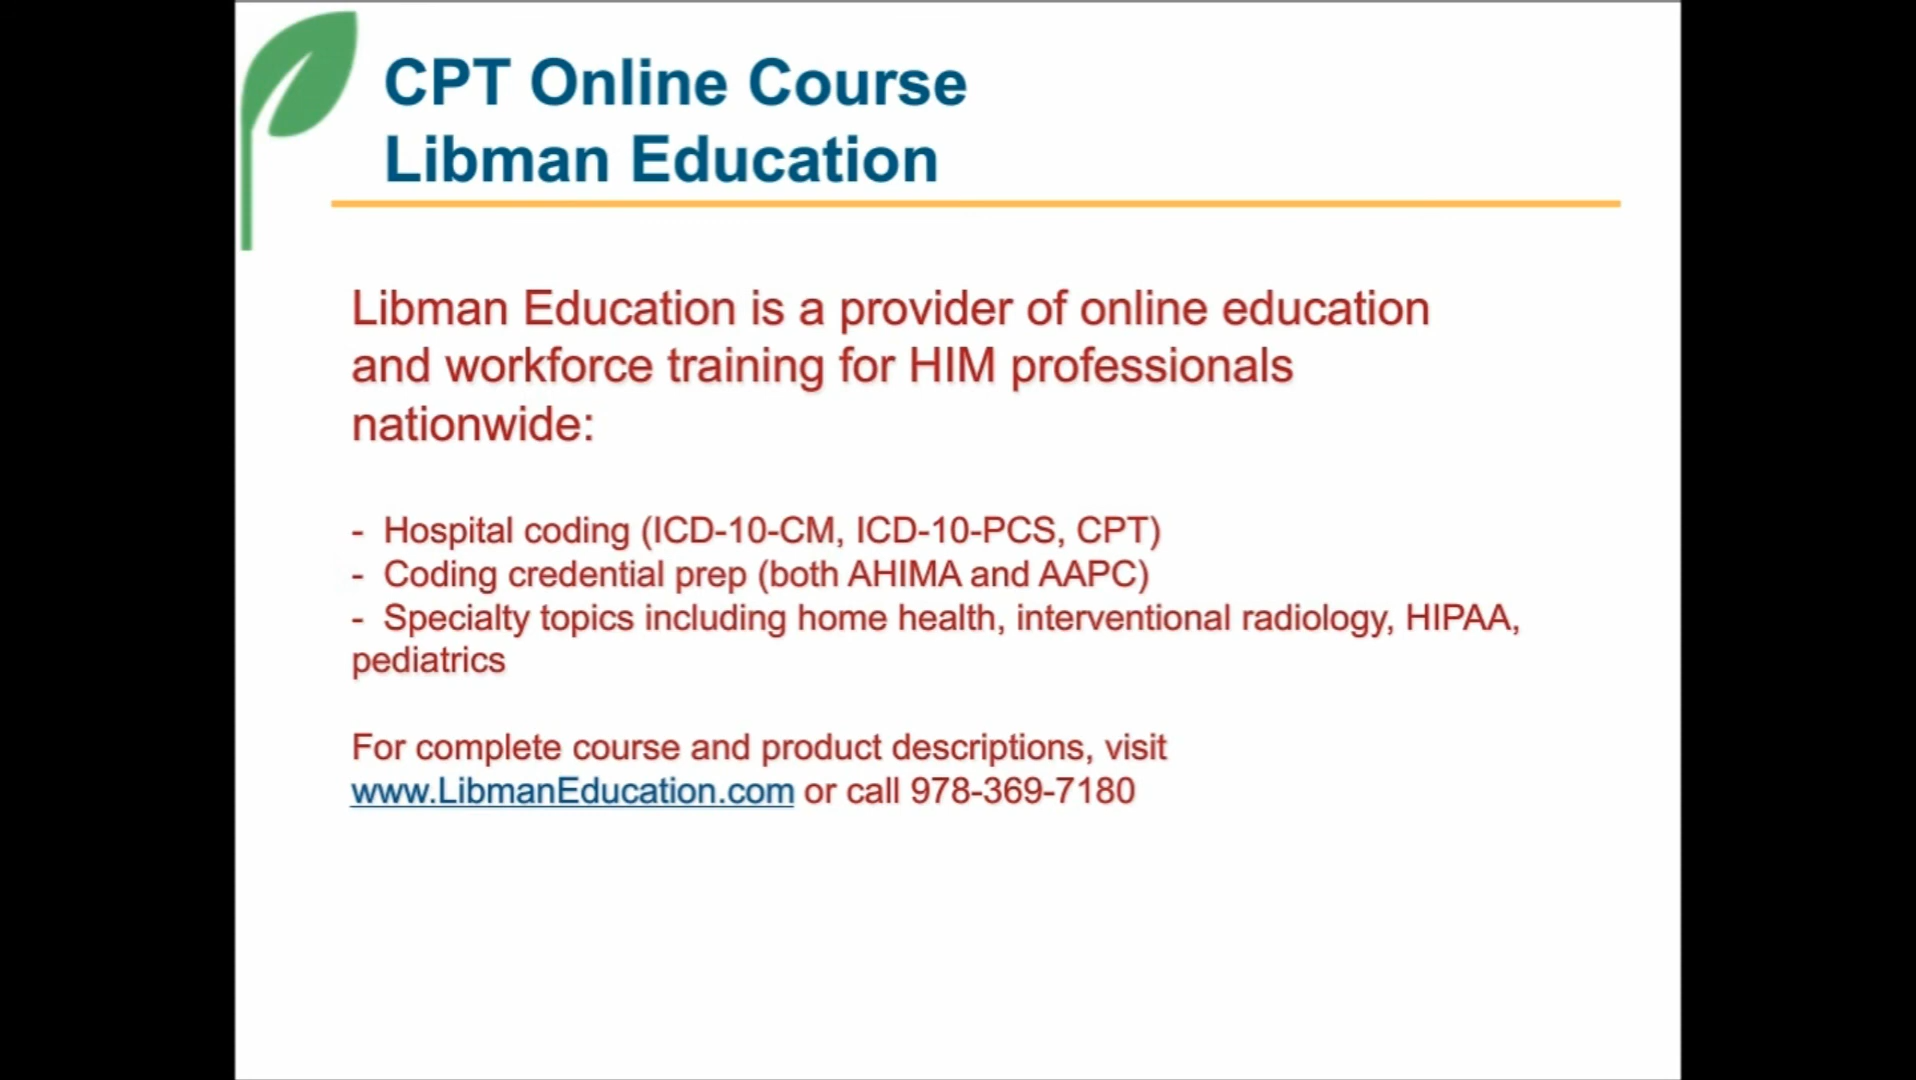 CPT Online Course
Libman Education
Libman Education is a provider of online education
and workforce training for HIM professionals
nationwide:
- Hospital coding (ICD-10-CM, ICD-10-PCS, CPT)
- Coding credential prep (both AHIMA and AAPC)
- Specialty topics including home health, interventional radiology, HIPAA,
pediatrics
For complete course and product descriptions, visit
www.LibmanEducation.com or call 978-369-7180